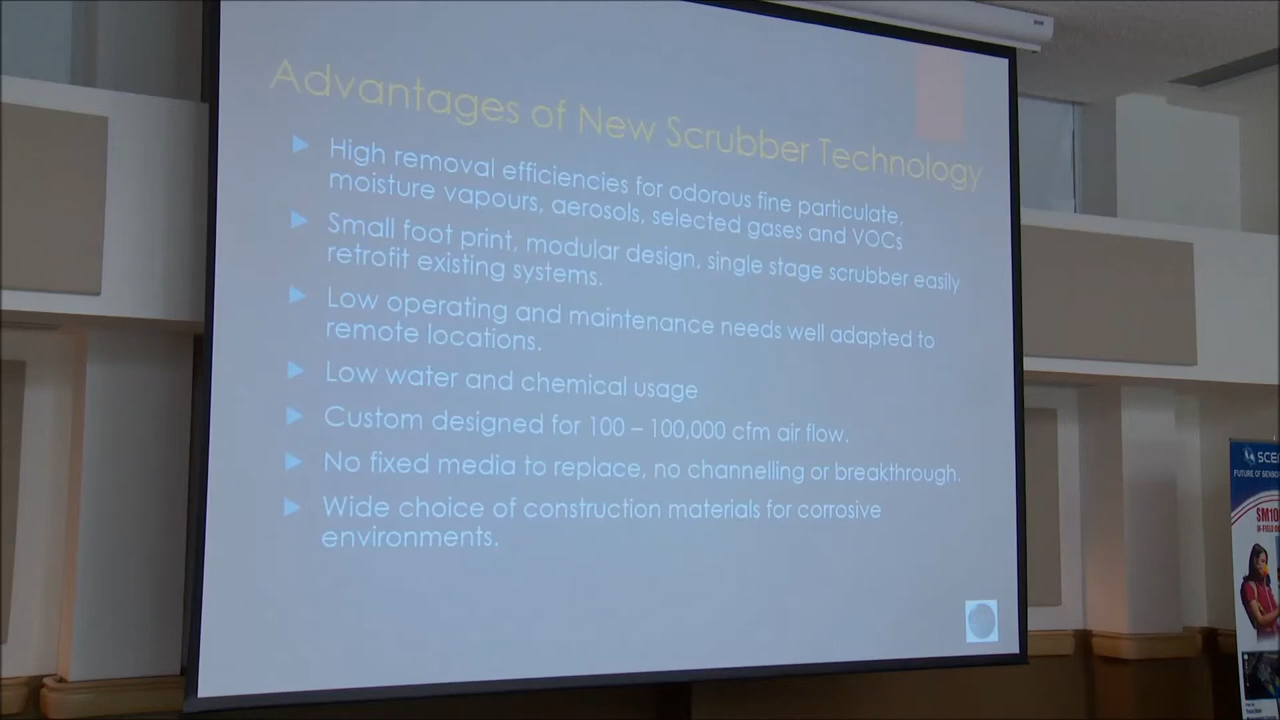 Advantages of New Scrubber Technology
High removal efficiencies for odorous fine particulate,
moisture vapours, aerosols, selected gases and VOCs
Small foot print, modular design, single stage scrubber easily
retrofit existing systems.
Low operating and maintenance needs well adapted to
remote locations.
Low water and chemical usage
Custom designed for 100 – 100,000 cfm air flow.
No fixed media to replace, no channelling or breakthrough.
Wide choice of construction materials for corrosive
environments.
FUTURE OF